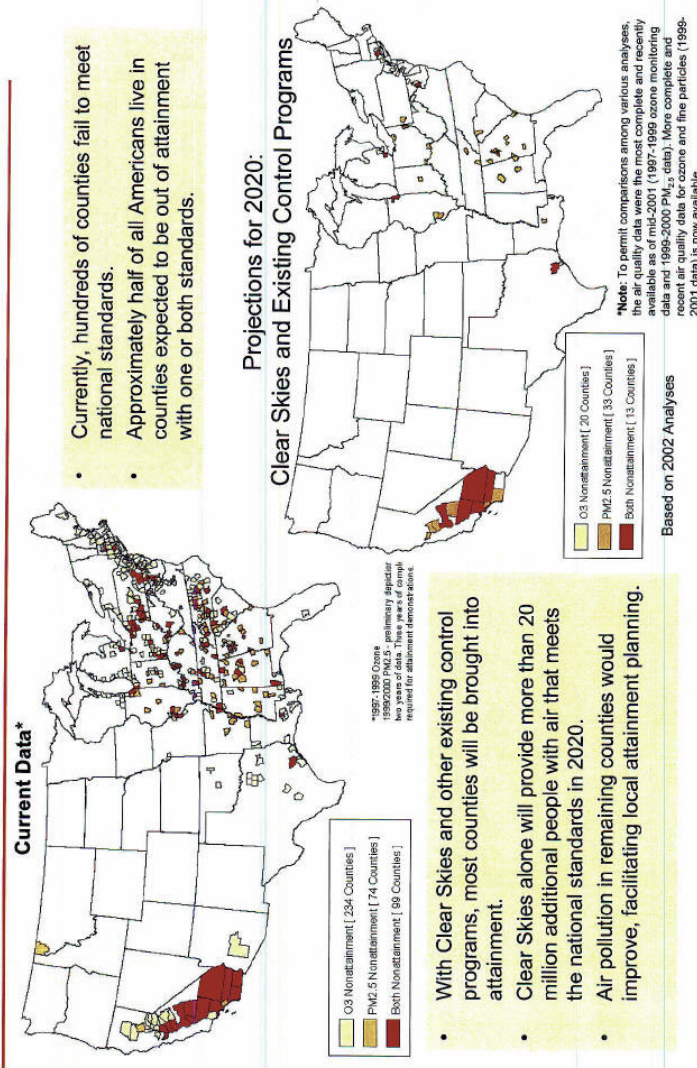 Current Data*
O3 Nonattainment [ 234 Counties ]
PM2.5 Nonattainment [ 74 Counties ]
Both Nonattainment [ 99 Counties ]
*1997-1999 Ozone
1999/2000 PM2.5 - preliminary depiction
two years of data. Three years of compl
required for attainment demonstrations.
• Currently, hundreds of counties fail to meet
national standards.
• Approximately half of all Americans live in
counties expected to be out of attainment
with one or both standards.
• With Clear Skies and other existing control
programs, most counties will be brought into
attainment.
• Clear Skies alone will provide more than 20
million additional people with air that meets
the national standards in 2020.
• Air pollution in remaining counties would
improve, facilitating local attainment planning.
Projections for 2020:
Clear Skies and Existing Control Programs
O3 Nonattainment [ 20 Counties ]
PM2.5 Nonattainment [ 33 Counties ]
Both Nonattainment [ 13 Counties ]
Based on 2002 Analyses
*Note: To permit comparisons among various analyses,
the air quality data were the most complete and recently
available as of mid-2001 (1997-1999 ozone monitoring
data and 1999-2000 PM2.5 data). More complete and
recent air quality data for ozone and fine particles (1999-
2001 data) is now available.